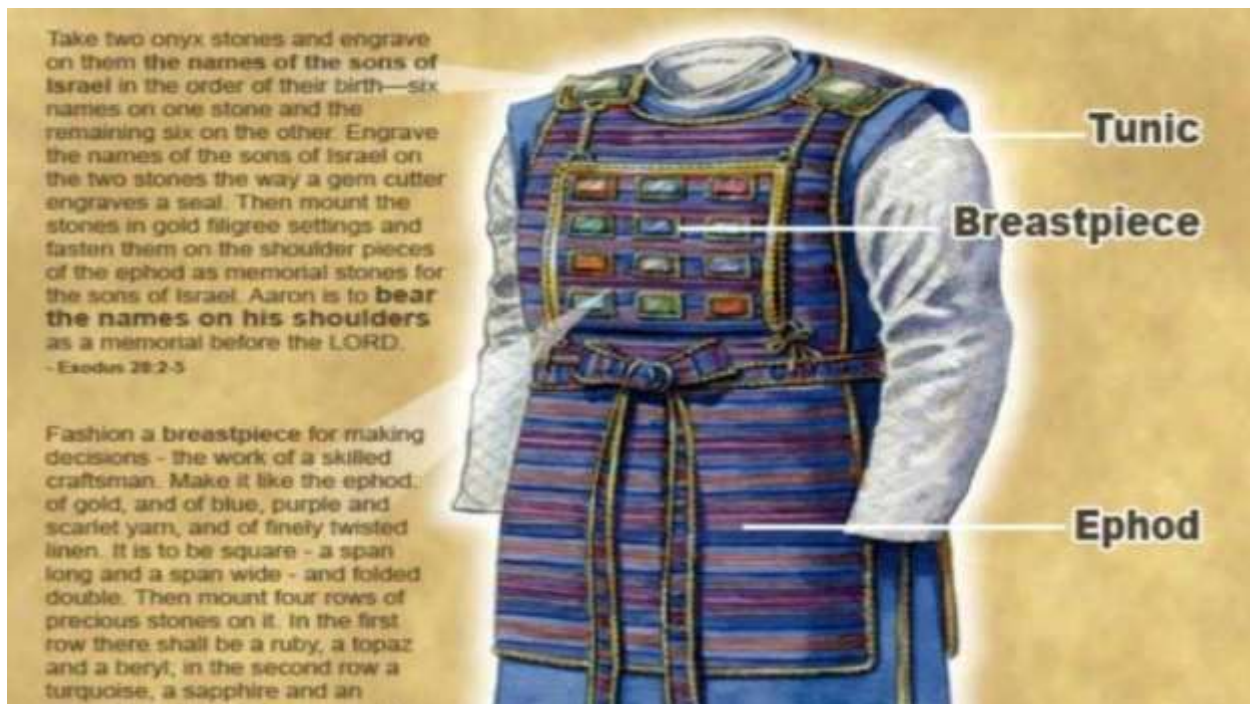 Take two onyx stones and engrave
on them the names of the sons of
Israel in the order of their birth—six
names on one stone and the
remaining six on the other. Engrave
the names of the sons of Israel on
the two stones the way a gem cutter
engraves a seal. Then mount the
stones in gold filigree settings and
fasten them on the shoulder pieces
of the ephod as memorial stones for
the sons of Israel. Aaron is to bear
the names on his shoulders
as a memorial before the LORD.
- Exodus 28:2-5
Fashion a breastpiece for making
decisions - the work of a skilled
craftsman. Make it like the ephod:
of gold, and of blue, purple and
scarlet yarn, and of finely twisted
linen. It is to be square - a span
long and a span wide - and folded
double. Then mount four rows of
precious stones on it. In the first
row there shall be a ruby, a topaz
and a beryl; in the second row a
turquoise, a sapphire and an
Tunic
Breastpiece
Ephod